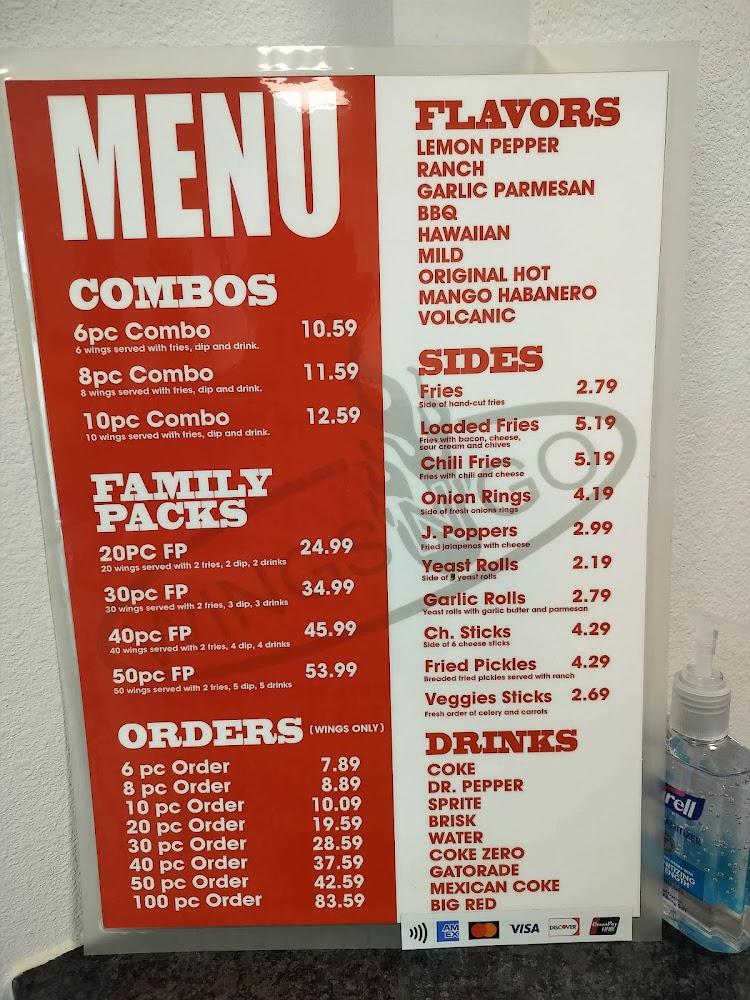 MENU
COMBOS
6pc Combo 10.59
6 wings served with fries, dip and drink.
8pc Combo 11.59
8 wings served with fries, dip and drink.
10pc Combo 12.59
10 wings served with fries, dip and drink.
FAMILY
PACKS
20PC FP 24.99
20 wings served with 2 fries, 2 dip, 2 drinks
30pc FP 34.99
30 wings served with 2 fries, 3 dip, 3 drinks
40pc FP 45.99
40 wings served with 2 fries, 4 dip, 4 drinks
50pc FP 53.99
50 wings served with 2 fries, 5 dip, 5 drinks
ORDERS (WINGS ONLY)
6 pc Order 7.89
8 pc Order 8.89
10 pc Order 10.09
20 pc Order 19.59
30 pc Order 28.59
40 pc Order 37.59
50 pc Order 42.59
100 pc Order 83.59
FLAVORS
LEMON PEPPER
RANCH
GARLIC PARMESAN
BBQ
HAWAIIAN
MILD
ORIGINAL HOT
MANGO HABANERO
VOLCANIC
SIDES
Fries 2.79
Side of hand-cut fries
Loaded Fries 5.19
Fries with bacon, cheese,
sour cream and chives
Chili Fries 5.19
Fries with chili and cheese
Onion Rings 4.19
Side of fresh onions rings
J. Poppers 2.99
Fried jalapenos with cheese
Yeast Rolls 2.19
Side of 3 yeast rolls
Garlic Rolls 2.79
Yeast rolls with garlic butter and parmesan
Ch. Sticks 4.29
Side of 6 cheese sticks
Fried Pickles 4.29
Breaded fried pickles served with ranch
Veggies Sticks 2.69
Fresh order of celery and carrots
DRINKS
COKE
DR. PEPPER
SPRITE
BRISK
WATER
COKE ZERO
GATORADE
MEXICAN COKE
BIG RED
WINGS N GO
AM
EX
VISA
DISCOVER
rell